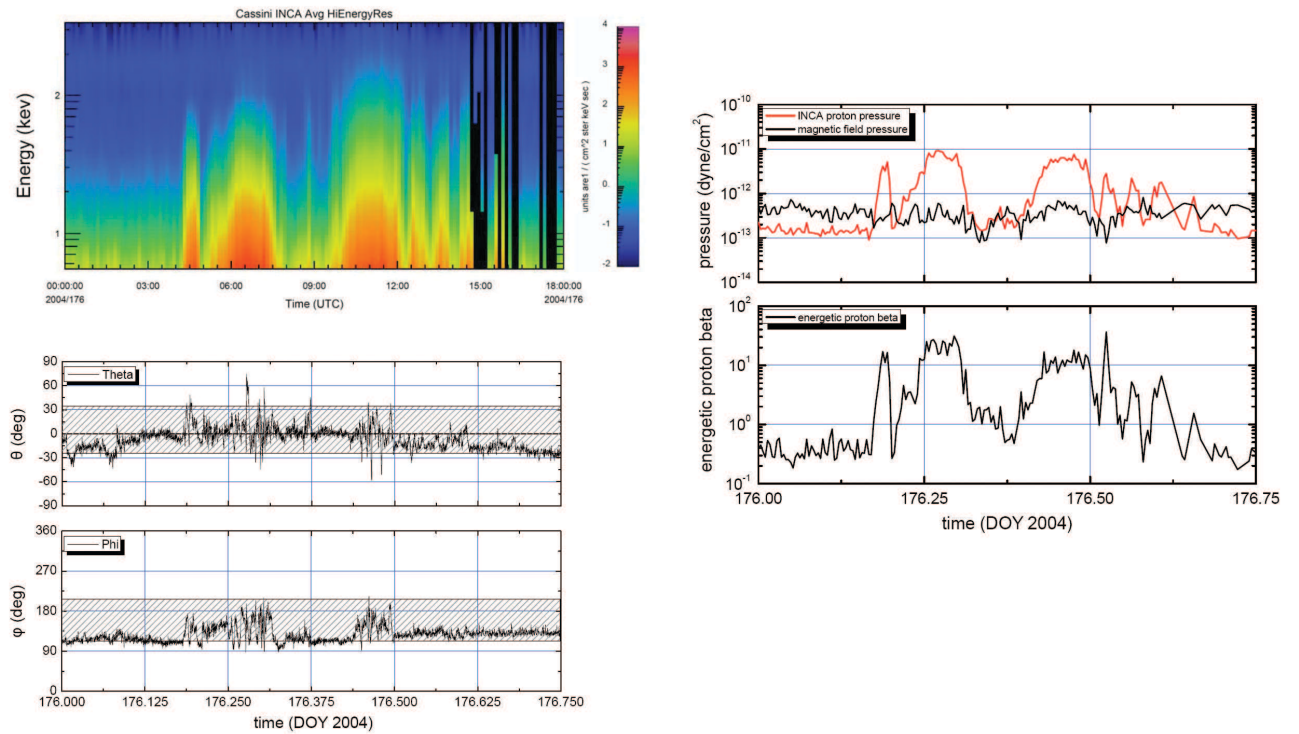 Cassini INCA Avg HiEnergyRes
Energy (kev)
2
1
4
3
2
1
0.
-1
-2
units are1 / ( cm^2 ster keV sec )
00:00:00 03:00 06:00 09:00 12:00 15:00 18:00:00
2004/176 2004/176
Time (UTC)
Theta
θ (deg)
90
60
30
0
-30
-60
-90
Phi
φ (deg)
360
270
180
90
0
176.000 176.125 176.250 176.375 176.500 176.625 176.750
time (DOY 2004)
INCA proton pressure
magnetic field pressure
pressure (dyne/cm²)
10⁻¹⁰
10⁻¹¹
10⁻¹²
10⁻¹³
10⁻¹⁴
energetic proton beta
energetic proton beta
10²
10¹
10⁰
10⁻¹
176.00 176.25 176.50 176.75
time (DOY 2004)